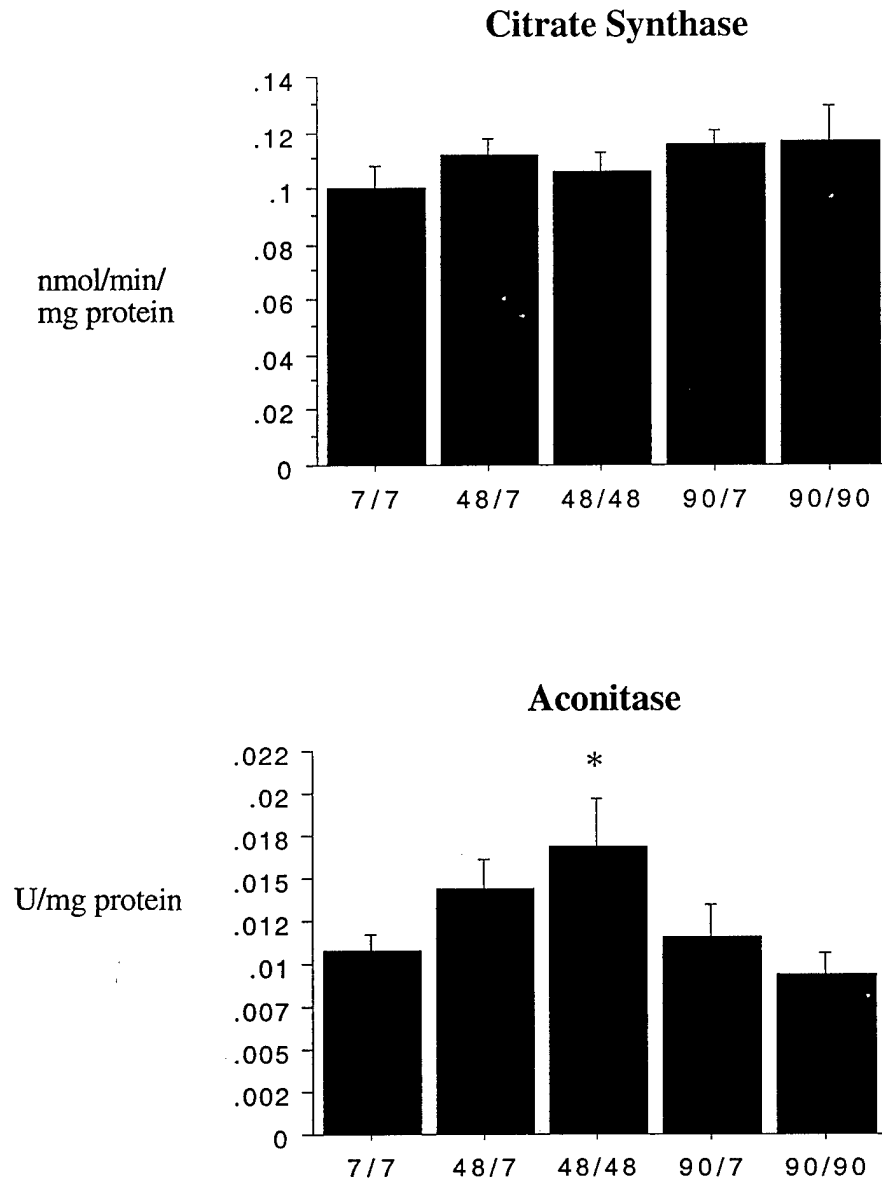 Citrate Synthase
.14
.12
.1
.08
.06
.04
.02
0
nmol/min/
mg protein
7/7 48/7 48/48 90/7 90/90
Aconitase
.022
.02
.018
.015
.012
.01
.007
.005
.002
0
*
U/mg protein
7/7 48/7 48/48 90/7 90/90